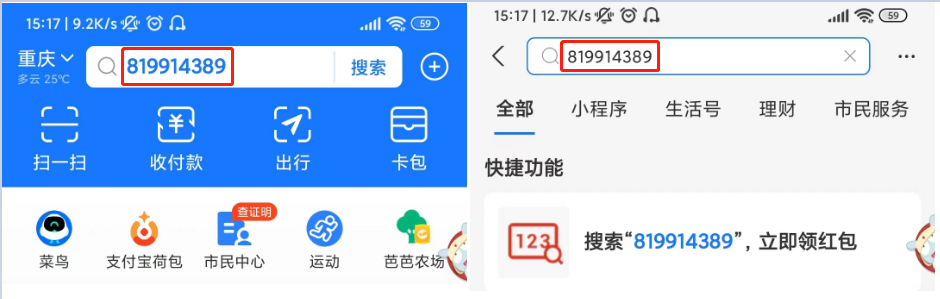 15:17 | 9.2K/s
59
重庆
多云 25℃
819914389
搜索
扫一扫
收付款
出行
卡包
查证明
菜鸟
支付宝荷包
市民中心
运动
芭芭农场
15:17 | 12.7K/s
59
819914389
全部
小程序
生活号
理财
市民服务
快捷功能
123
搜索“819914389”，立即领红包